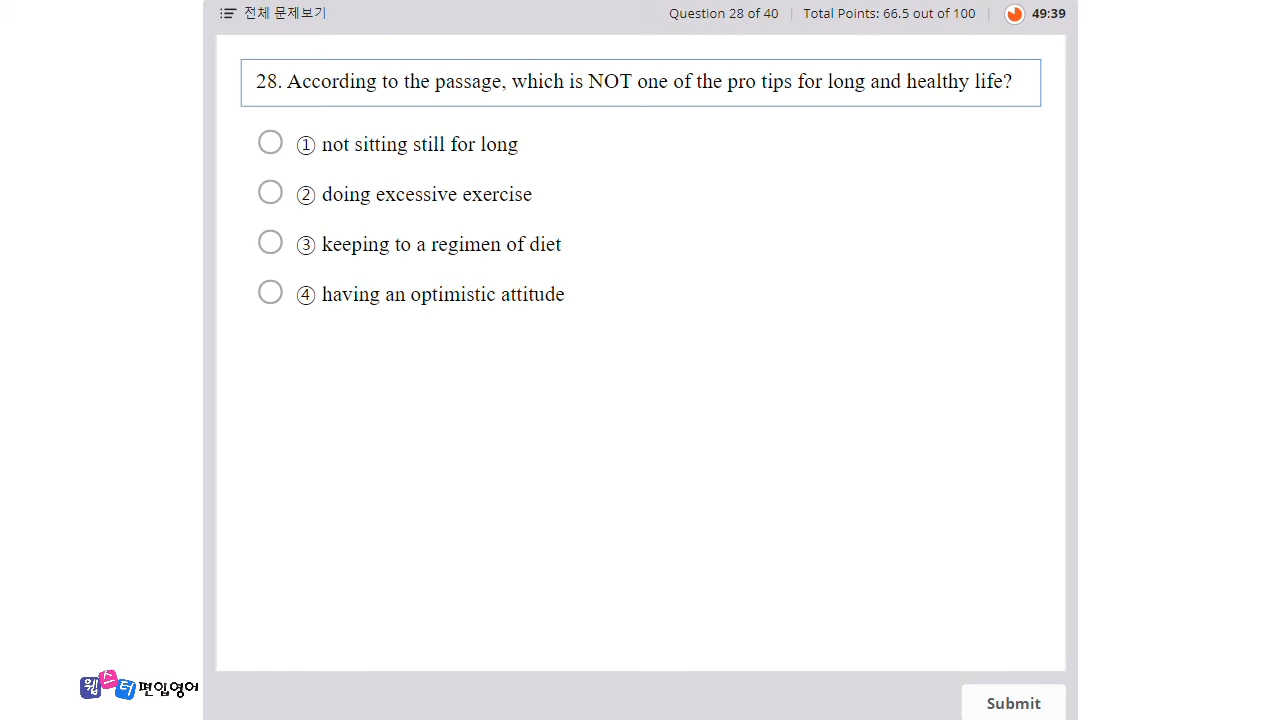 전체 문제보기
Question 28 of 40 | Total Points: 66.5 out of 100 | 49:39
28. According to the passage, which is NOT one of the pro tips for long and healthy life?
① not sitting still for long
② doing excessive exercise
③ keeping to a regimen of diet
④ having an optimistic attitude
웹스터 편입영어
Submit